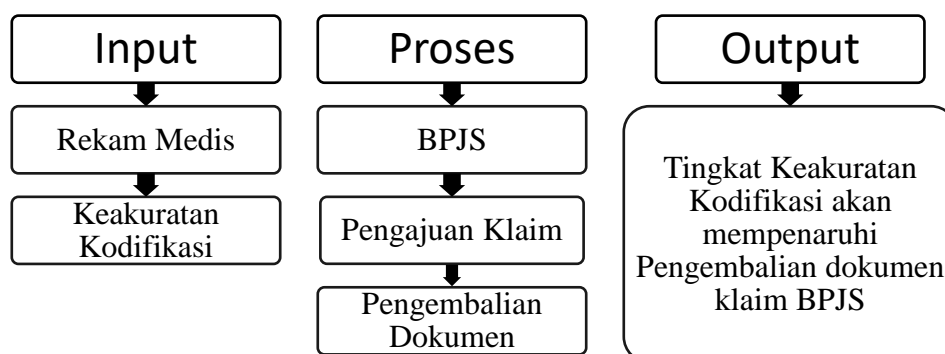 Input
Rekam Medis
Keakuratan
Kodifikasi
Proses
BPJS
Pengajuan Klaim
Pengembalian
Dokumen
Output
Tingkat Keakuratan
Kodifikasi akan
mempenaruhi
Pengembalian dokumen
klaim BPJS